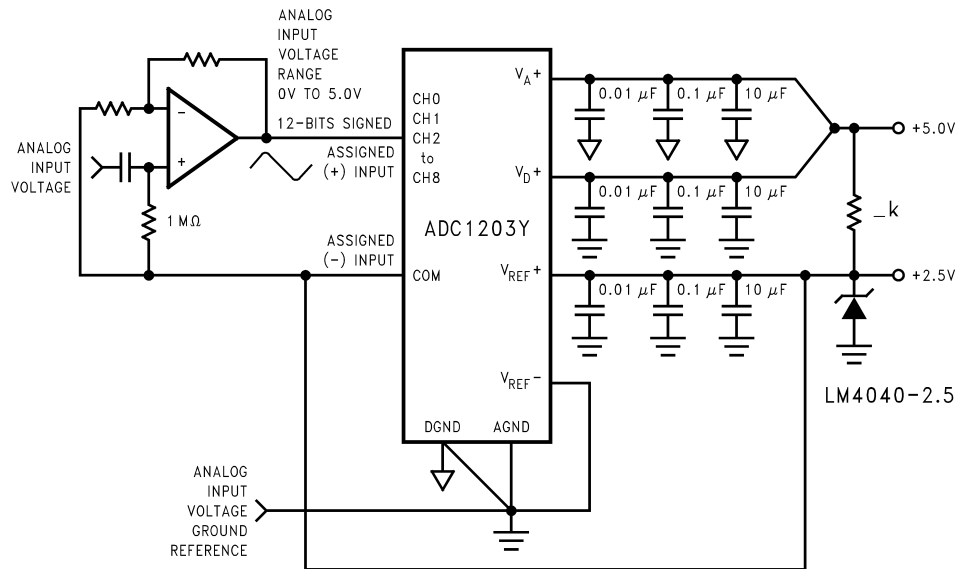 ANALOG
INPUT
VOLTAGE
RANGE
0V TO 5.0V
12-BITS SIGNED
ASSIGNED
(+) INPUT
ANALOG
INPUT
VOLTAGE
-
+
1 MΩ
ASSIGNED
(-) INPUT
CH0
CH1
CH2
to
CH8
ADC1203Y
COM
VA+
VD+
VREF+
VREF-
DGND
AGND
0.01 µF
0.1 µF
10 µF
0.01 µF
0.1 µF
10 µF
0.01 µF
0.1 µF
10 µF
+5.0V
_k
+2.5V
LM4040-2.5
ANALOG
INPUT
VOLTAGE
GROUND
REFERENCE